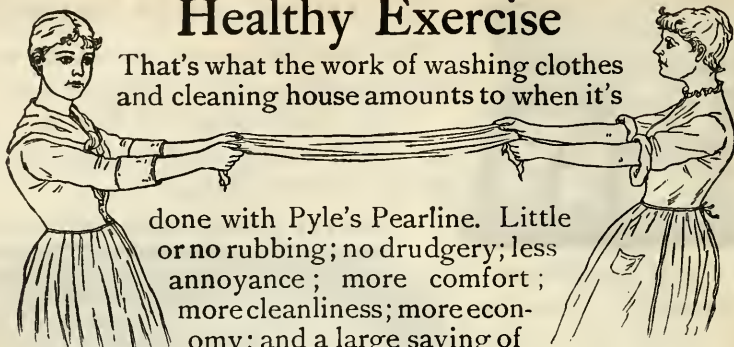 Healthy Exercise
That's what the work of washing clothes
and cleaning house amounts to when it's
done with Pyle's Pearline. Little
or no rubbing; no drudgery; less
annoyance; more comfort;
more cleanliness; more econ-
omy; and a large saving of